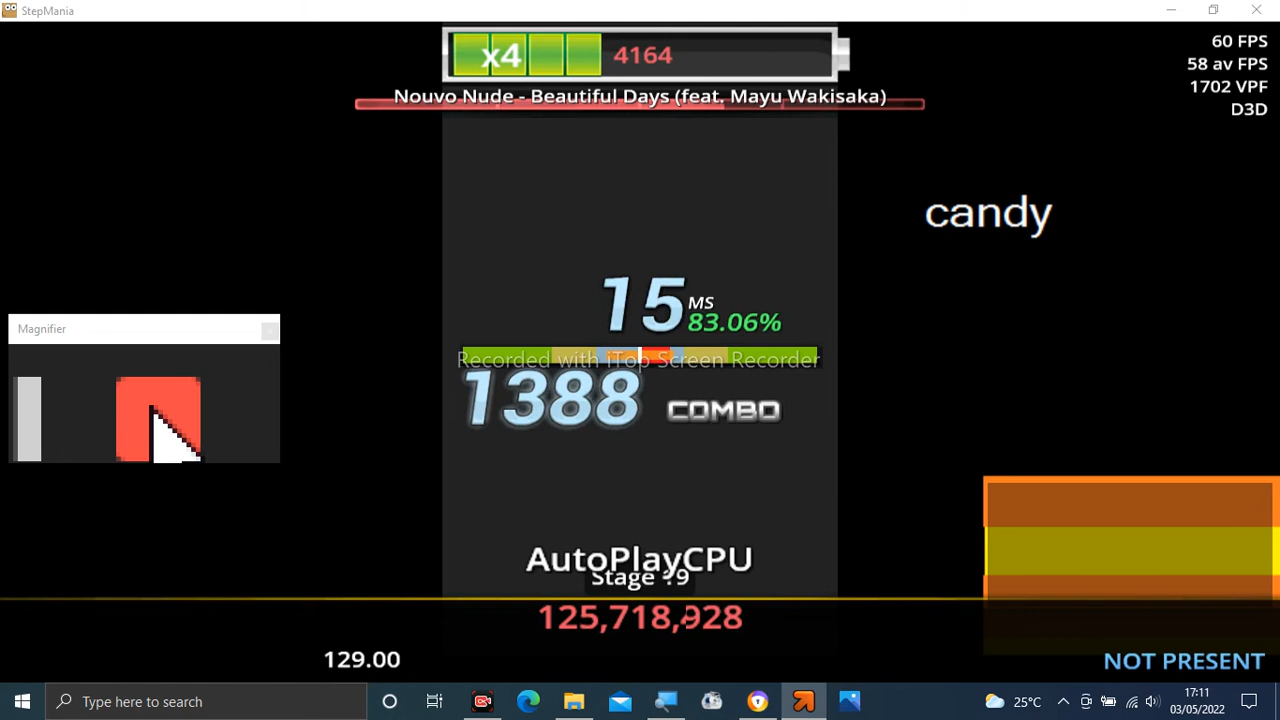 StepMania
x4 4164
60 FPS
58 av FPS
1702 VPF
D3D
Nouvo Nude - Beautiful Days (feat. Mayu Wakisaka)
candy
15 MS
83.06%
Magnifier
Recorded with iTop Screen Recorder
1388 COMBO
AutoPlayCPU
Stage 19
125,718,928
129.00
NOT PRESENT
Type here to search
25°C
17:11
03/05/2022